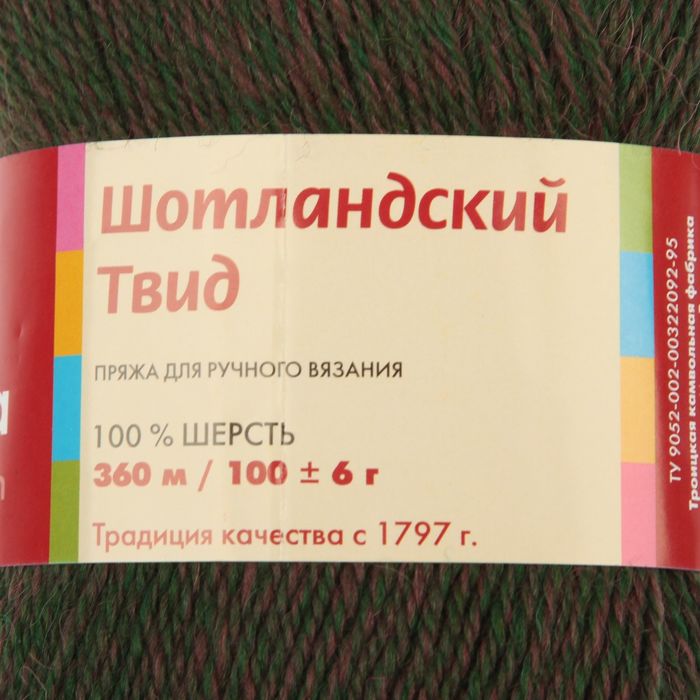 Шотландский
Твид
ПРЯЖА ДЛЯ РУЧНОГО ВЯЗАНИЯ
100 % ШЕРСТЬ
360 м / 100 ± 6 г
Традиция качества с 1797 г.
ТУ 9052-002-00322092-95
Троицкая камвольная фабрика